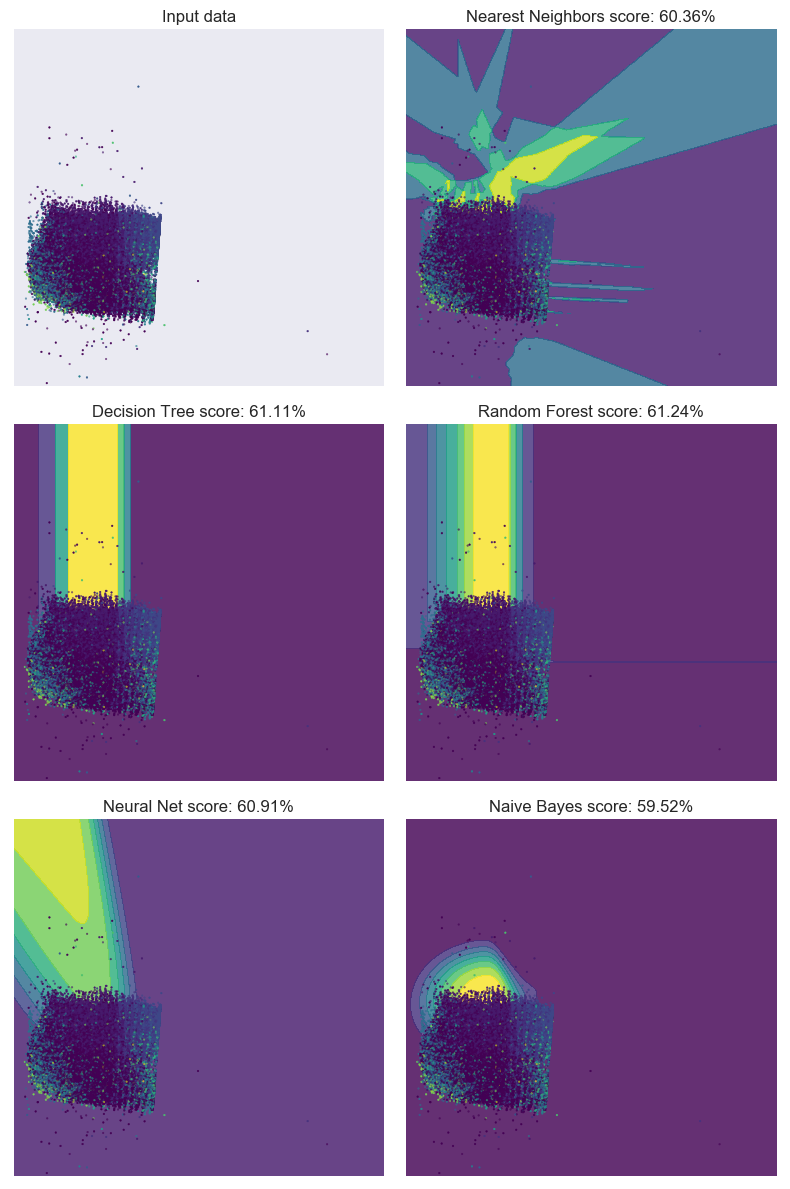 Input data
Nearest Neighbors score: 60.36%
Decision Tree score: 61.11%
Random Forest score: 61.24%
Neural Net score: 60.91%
Naive Bayes score: 59.52%